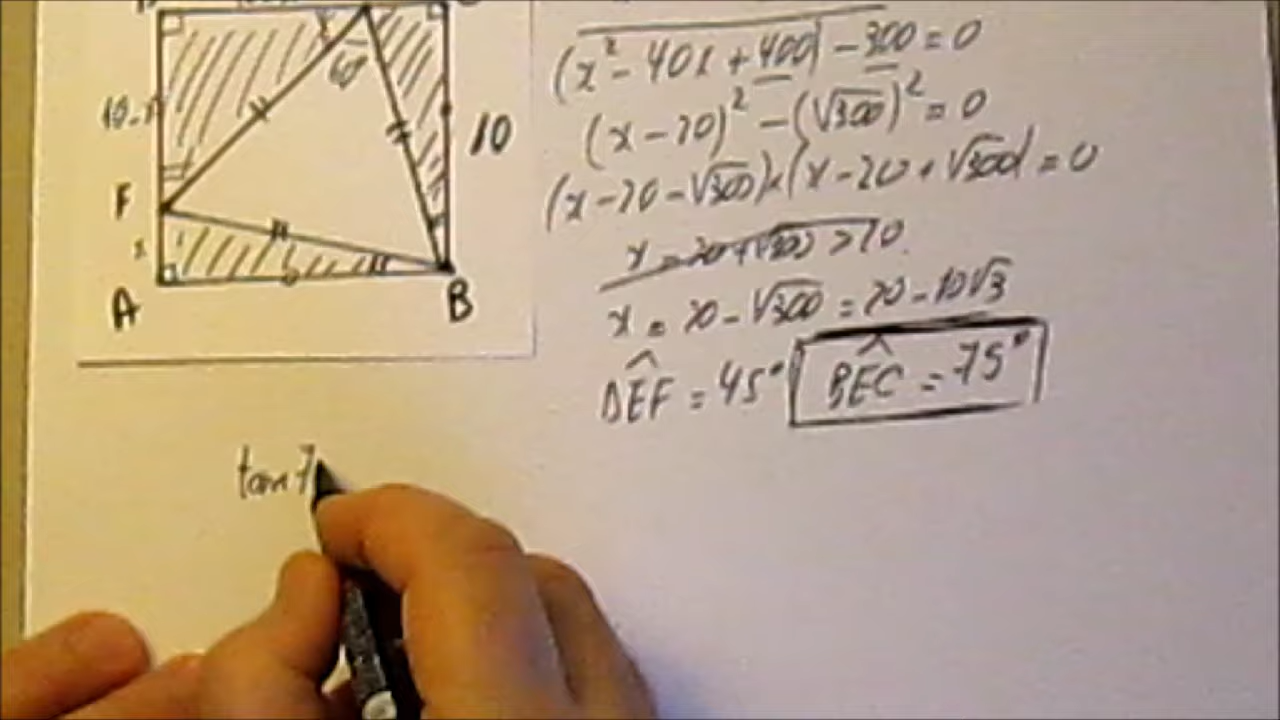 60°
10
F
x
A
B
(x² - 40x + 400) - 300 = 0
(x - 20)² - (√300)² = 0
(x - 20 - √300) × (x - 20 + √300) = 0
x = 20 + √300 > 10
x = 20 - √300 = 20 - 10√3
DEF = 45° BEC = 75°
tan 7